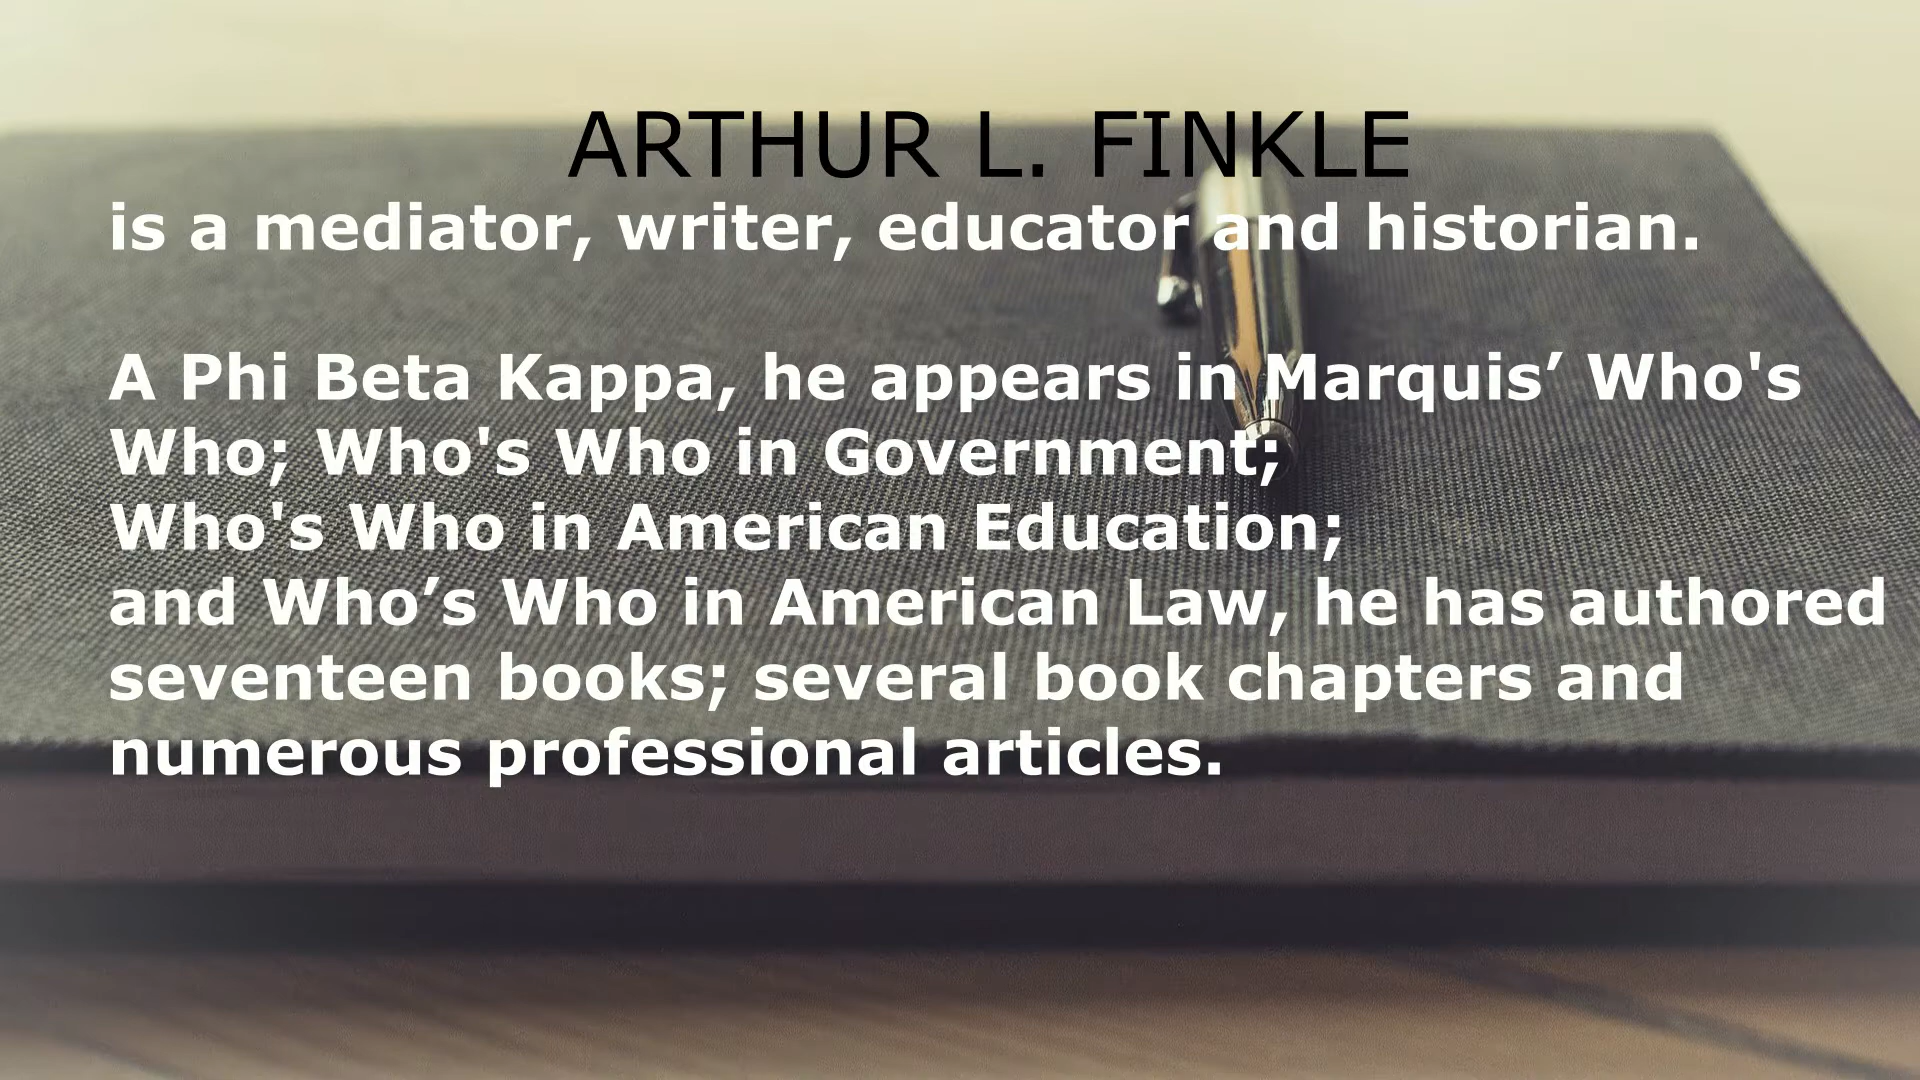 ARTHUR L. FINKLE
is a mediator, writer, educator and historian.
A Phi Beta Kappa, he appears in Marquis’ Who's
Who; Who's Who in Government;
Who's Who in American Education;
and Who’s Who in American Law, he has authored
seventeen books; several book chapters and
numerous professional articles.